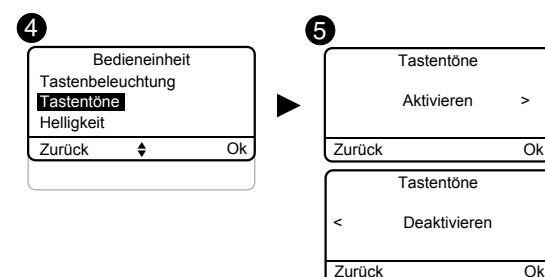 4
Bedieneinheit
Tastenbeleuchtung
Tastentöne
Helligkeit
Zurück Ok
5
Tastentöne
Aktivieren >
Zurück Ok
Tastentöne
< Deaktivieren
Zurück Ok